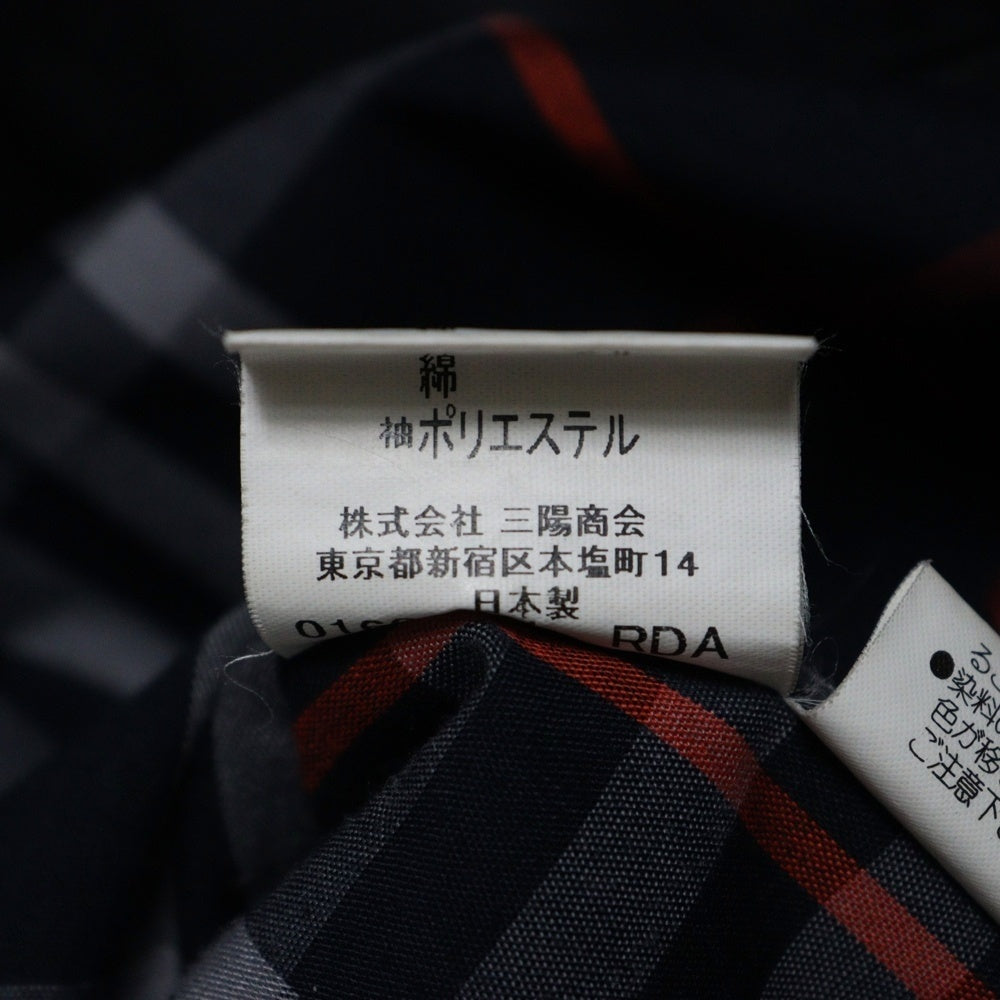 綿
袖ポリエステル
株式会社 三陽商会
東京都新宿区本塩町14
日本製
RDA
● 染料
色が移
ご注意下